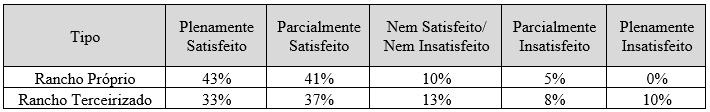 Tipo Plenamente Satisfeito Parcialmente Satisfeito Nem Satisfeito/ Nem Insatisfeito Parcialmente Insatisfeito Plenamente Insatisfeito
Rancho Próprio 43% 41% 10% 5% 0%
Rancho Terceirizado 33% 37% 13% 8% 10%